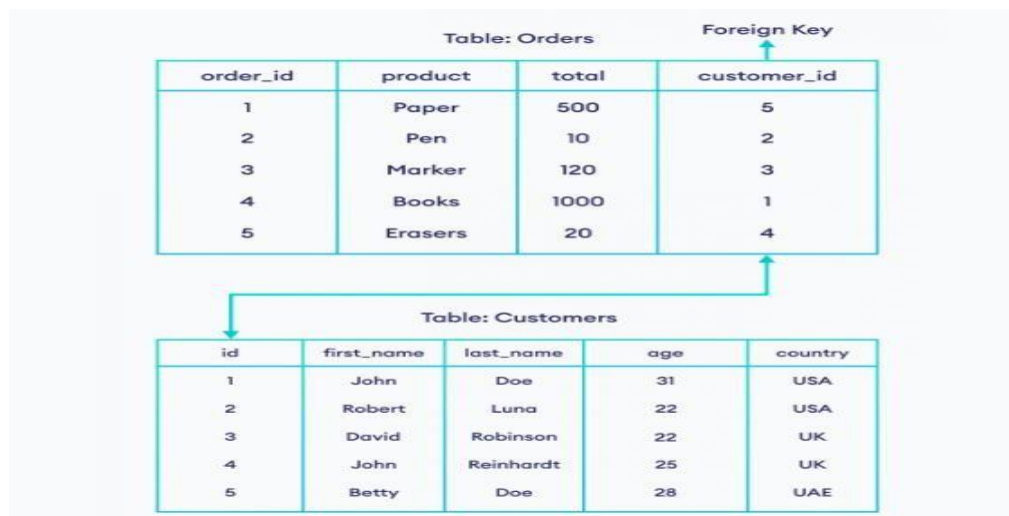 Table: Orders
Foreign Key
order_id product total customer_id
1 Paper 500 5
2 Pen 10 2
3 Marker 120 3
4 Books 1000 1
5 Erasers 20 4
Table: Customers
id first_name last_name age country
1 John Doe 31 USA
2 Robert Luna 22 USA
3 David Robinson 22 UK
4 John Reinhardt 25 UK
5 Betty Doe 28 UAE